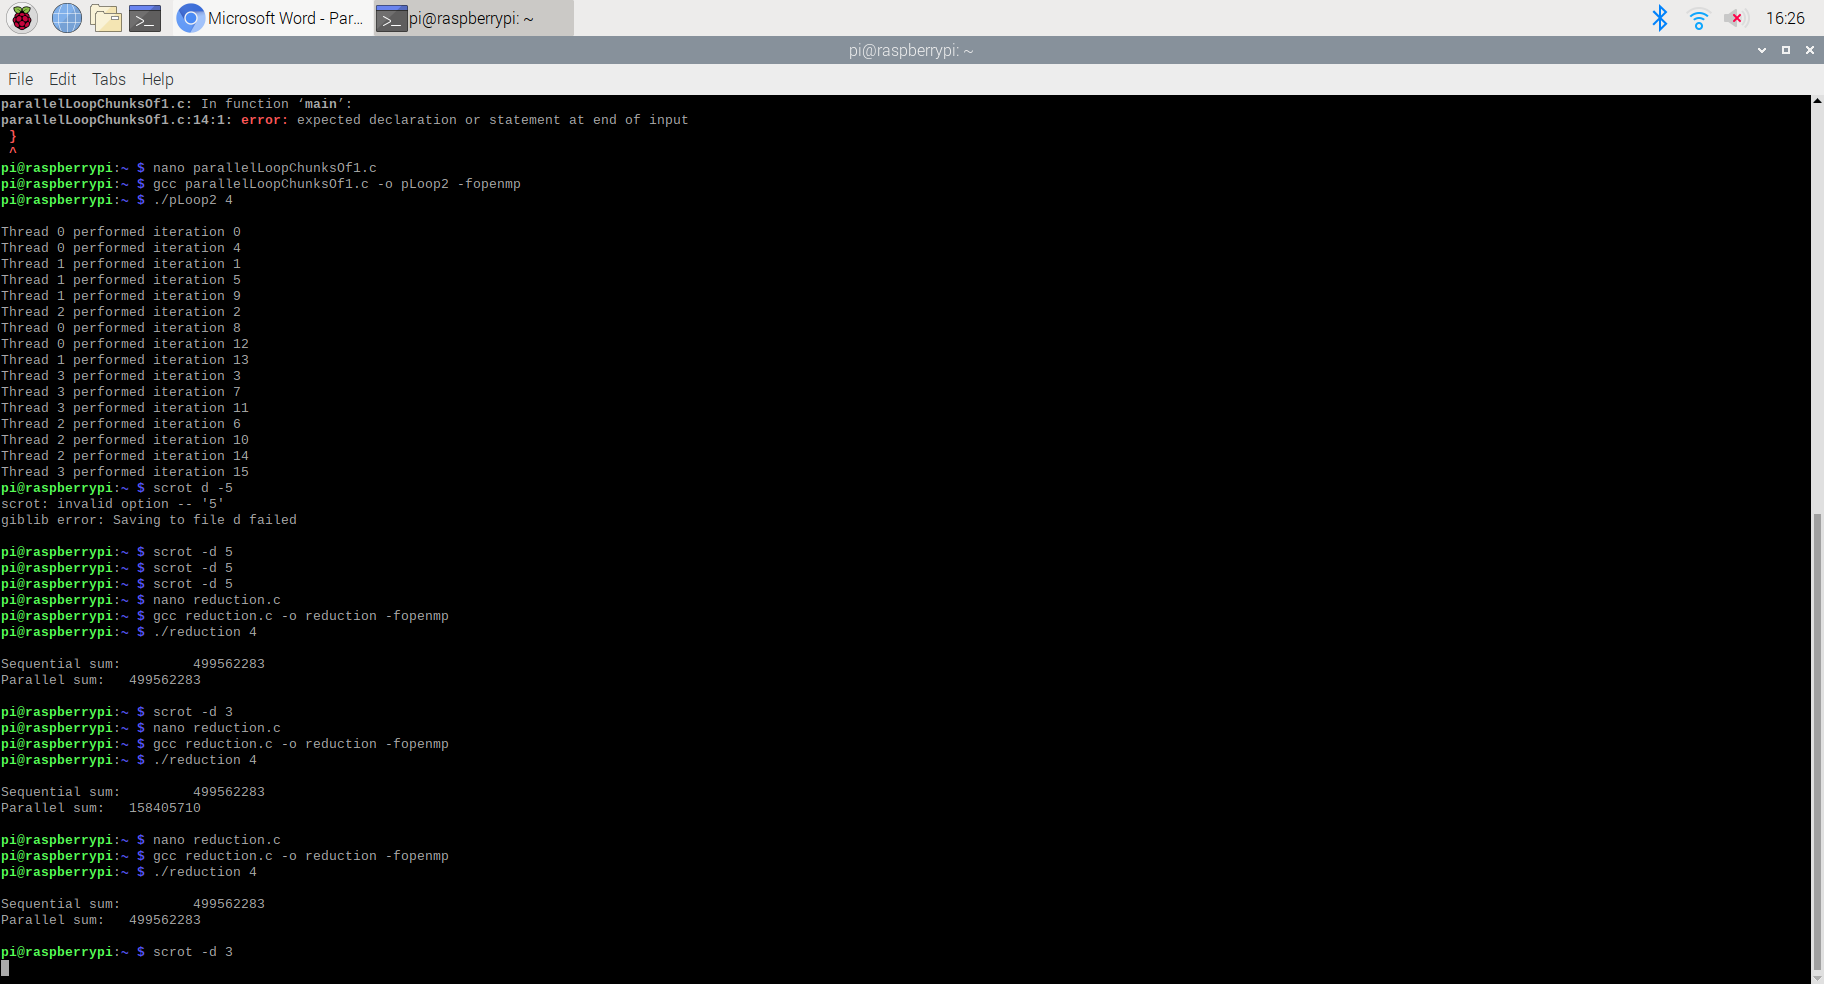 Microsoft Word - Par... pi@raspberrypi: ~ 16:26
pi@raspberrypi: ~
File Edit Tabs Help
parallelLoopChunksOf1.c: In function ‘main’:
parallelLoopChunksOf1.c:14:1: error: expected declaration or statement at end of input
 }
 ^
pi@raspberrypi:~ $ nano parallelLoopChunksOf1.c
pi@raspberrypi:~ $ gcc parallelLoopChunksOf1.c -o pLoop2 -fopenmp
pi@raspberrypi:~ $ ./pLoop2 4
Thread 0 performed iteration 0
Thread 0 performed iteration 4
Thread 1 performed iteration 1
Thread 1 performed iteration 5
Thread 1 performed iteration 9
Thread 2 performed iteration 2
Thread 0 performed iteration 8
Thread 0 performed iteration 12
Thread 1 performed iteration 13
Thread 3 performed iteration 3
Thread 3 performed iteration 7
Thread 3 performed iteration 11
Thread 2 performed iteration 6
Thread 2 performed iteration 10
Thread 2 performed iteration 14
Thread 3 performed iteration 15
pi@raspberrypi:~ $ scrot d -5
scrot: invalid option -- '5'
giblib error: Saving to file d failed
pi@raspberrypi:~ $ scrot -d 5
pi@raspberrypi:~ $ scrot -d 5
pi@raspberrypi:~ $ scrot -d 5
pi@raspberrypi:~ $ nano reduction.c
pi@raspberrypi:~ $ gcc reduction.c -o reduction -fopenmp
pi@raspberrypi:~ $ ./reduction 4
Sequential sum:         499562283
Parallel sum:   499562283
pi@raspberrypi:~ $ scrot -d 3
pi@raspberrypi:~ $ nano reduction.c
pi@raspberrypi:~ $ gcc reduction.c -o reduction -fopenmp
pi@raspberrypi:~ $ ./reduction 4
Sequential sum:         499562283
Parallel sum:   158405710
pi@raspberrypi:~ $ nano reduction.c
pi@raspberrypi:~ $ gcc reduction.c -o reduction -fopenmp
pi@raspberrypi:~ $ ./reduction 4
Sequential sum:         499562283
Parallel sum:   499562283
pi@raspberrypi:~ $ scrot -d 3